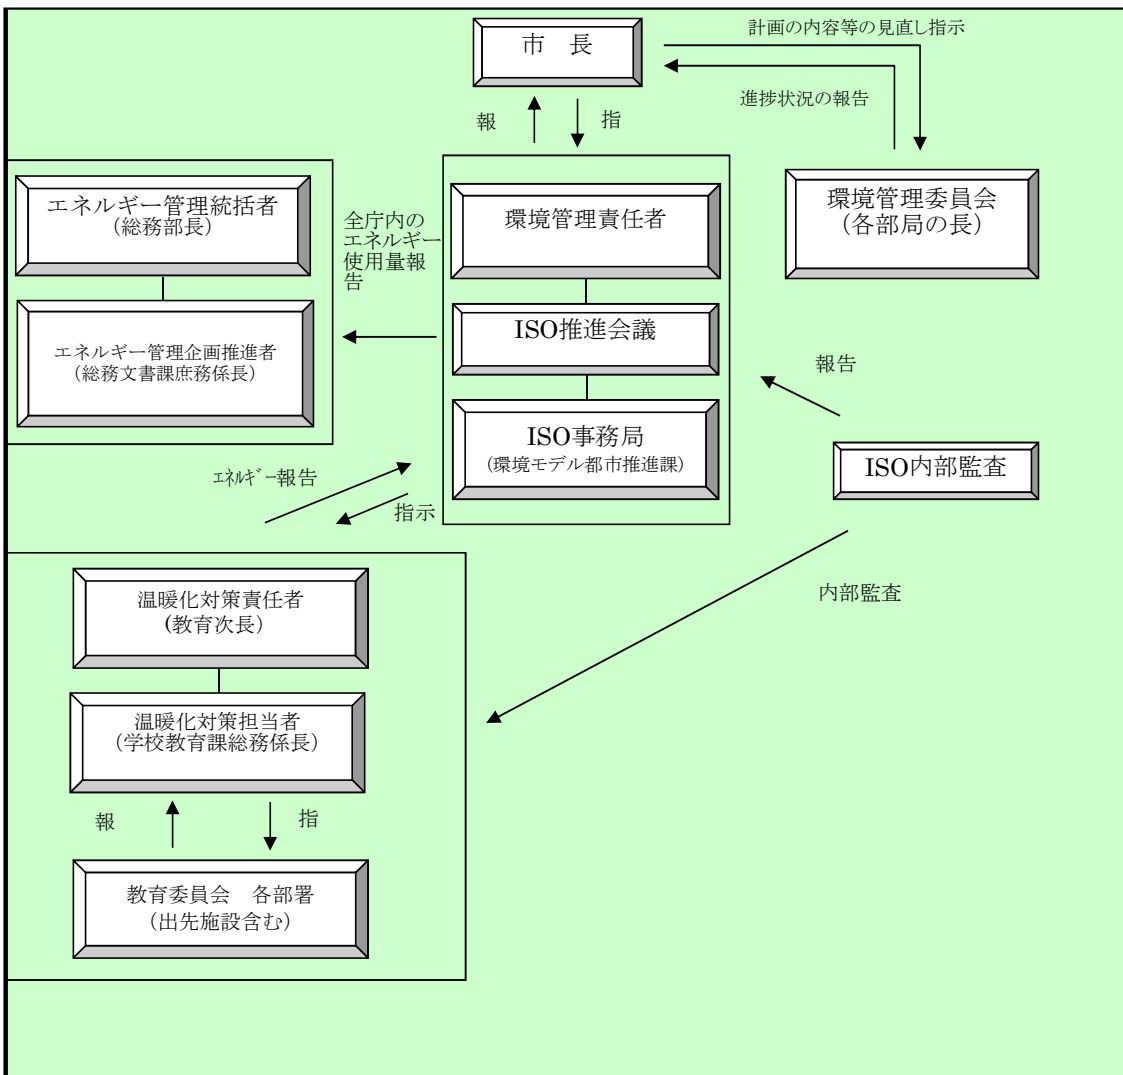 計画の内容等の見直し指示
市　長
進捗状況の報告
報
指
エネルギー管理統括者
(総務部長)
全庁内の
エネルギー
使用量報
告
環境管理責任者
環境管理委員会
(各部局の長)
ISO推進会議
エネルギー管理企画推進者
(総務文書課庶務係長)
報告
ISO事務局
(環境モデル都市推進課)
ISO内部監査
エネルギー報告
指示
温暖化対策責任者
(教育次長)
内部監査
温暖化対策担当者
(学校教育課総務係長)
報
指
教育委員会　各部署
(出先施設含む)